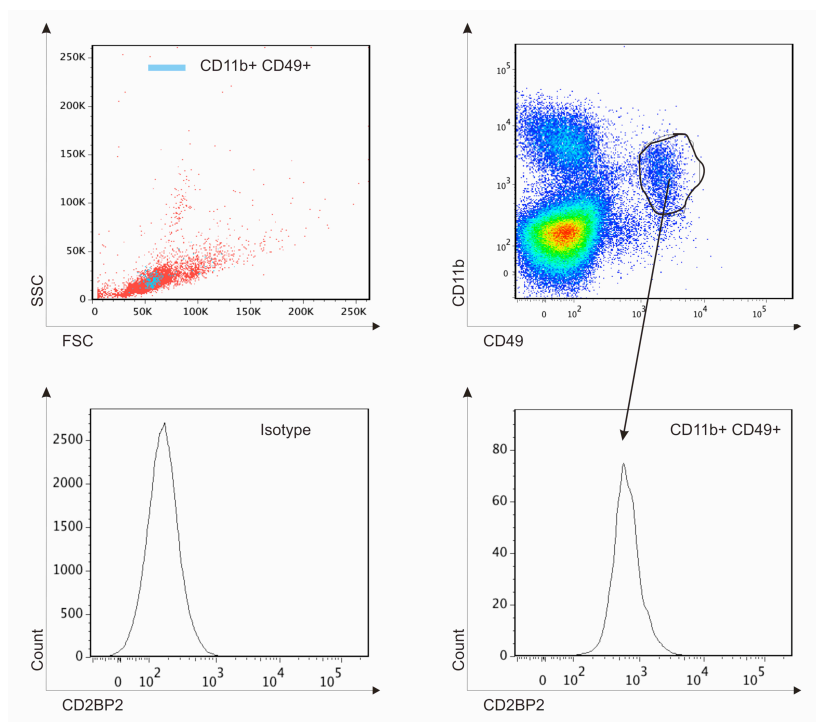 250K
CD11b+ CD49+
200K
150K
100K
50K
0
0 50K 100K 150K 200K 250K
SSC
FSC
10^5
10^4
10^3
10^2
0
0 10^2 10^3 10^4 10^5
CD11b
CD49
Isotype
2500
2000
1500
1000
500
0
0 10^2 10^3 10^4 10^5
Count
CD2BP2
CD11b+ CD49+
80
60
40
20
0
0 10^2 10^3 10^4 10^5
Count
CD2BP2